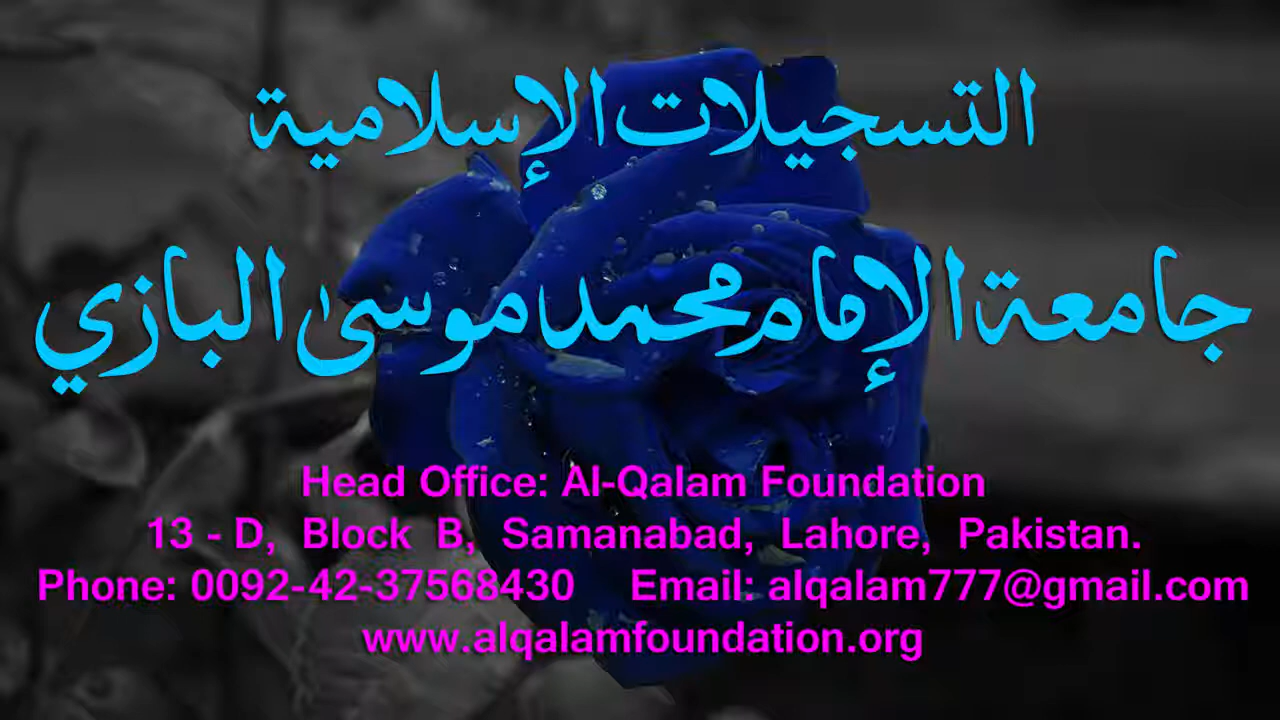 التسجيلات الإسلامية
جامعة الإمام محمد موسىٰ البازي
Head Office: Al-Qalam Foundation
13 - D, Block B, Samanabad, Lahore, Pakistan.
Phone: 0092-42-37568430 Email: alqalam777@gmail.com
www.alqalamfoundation.org